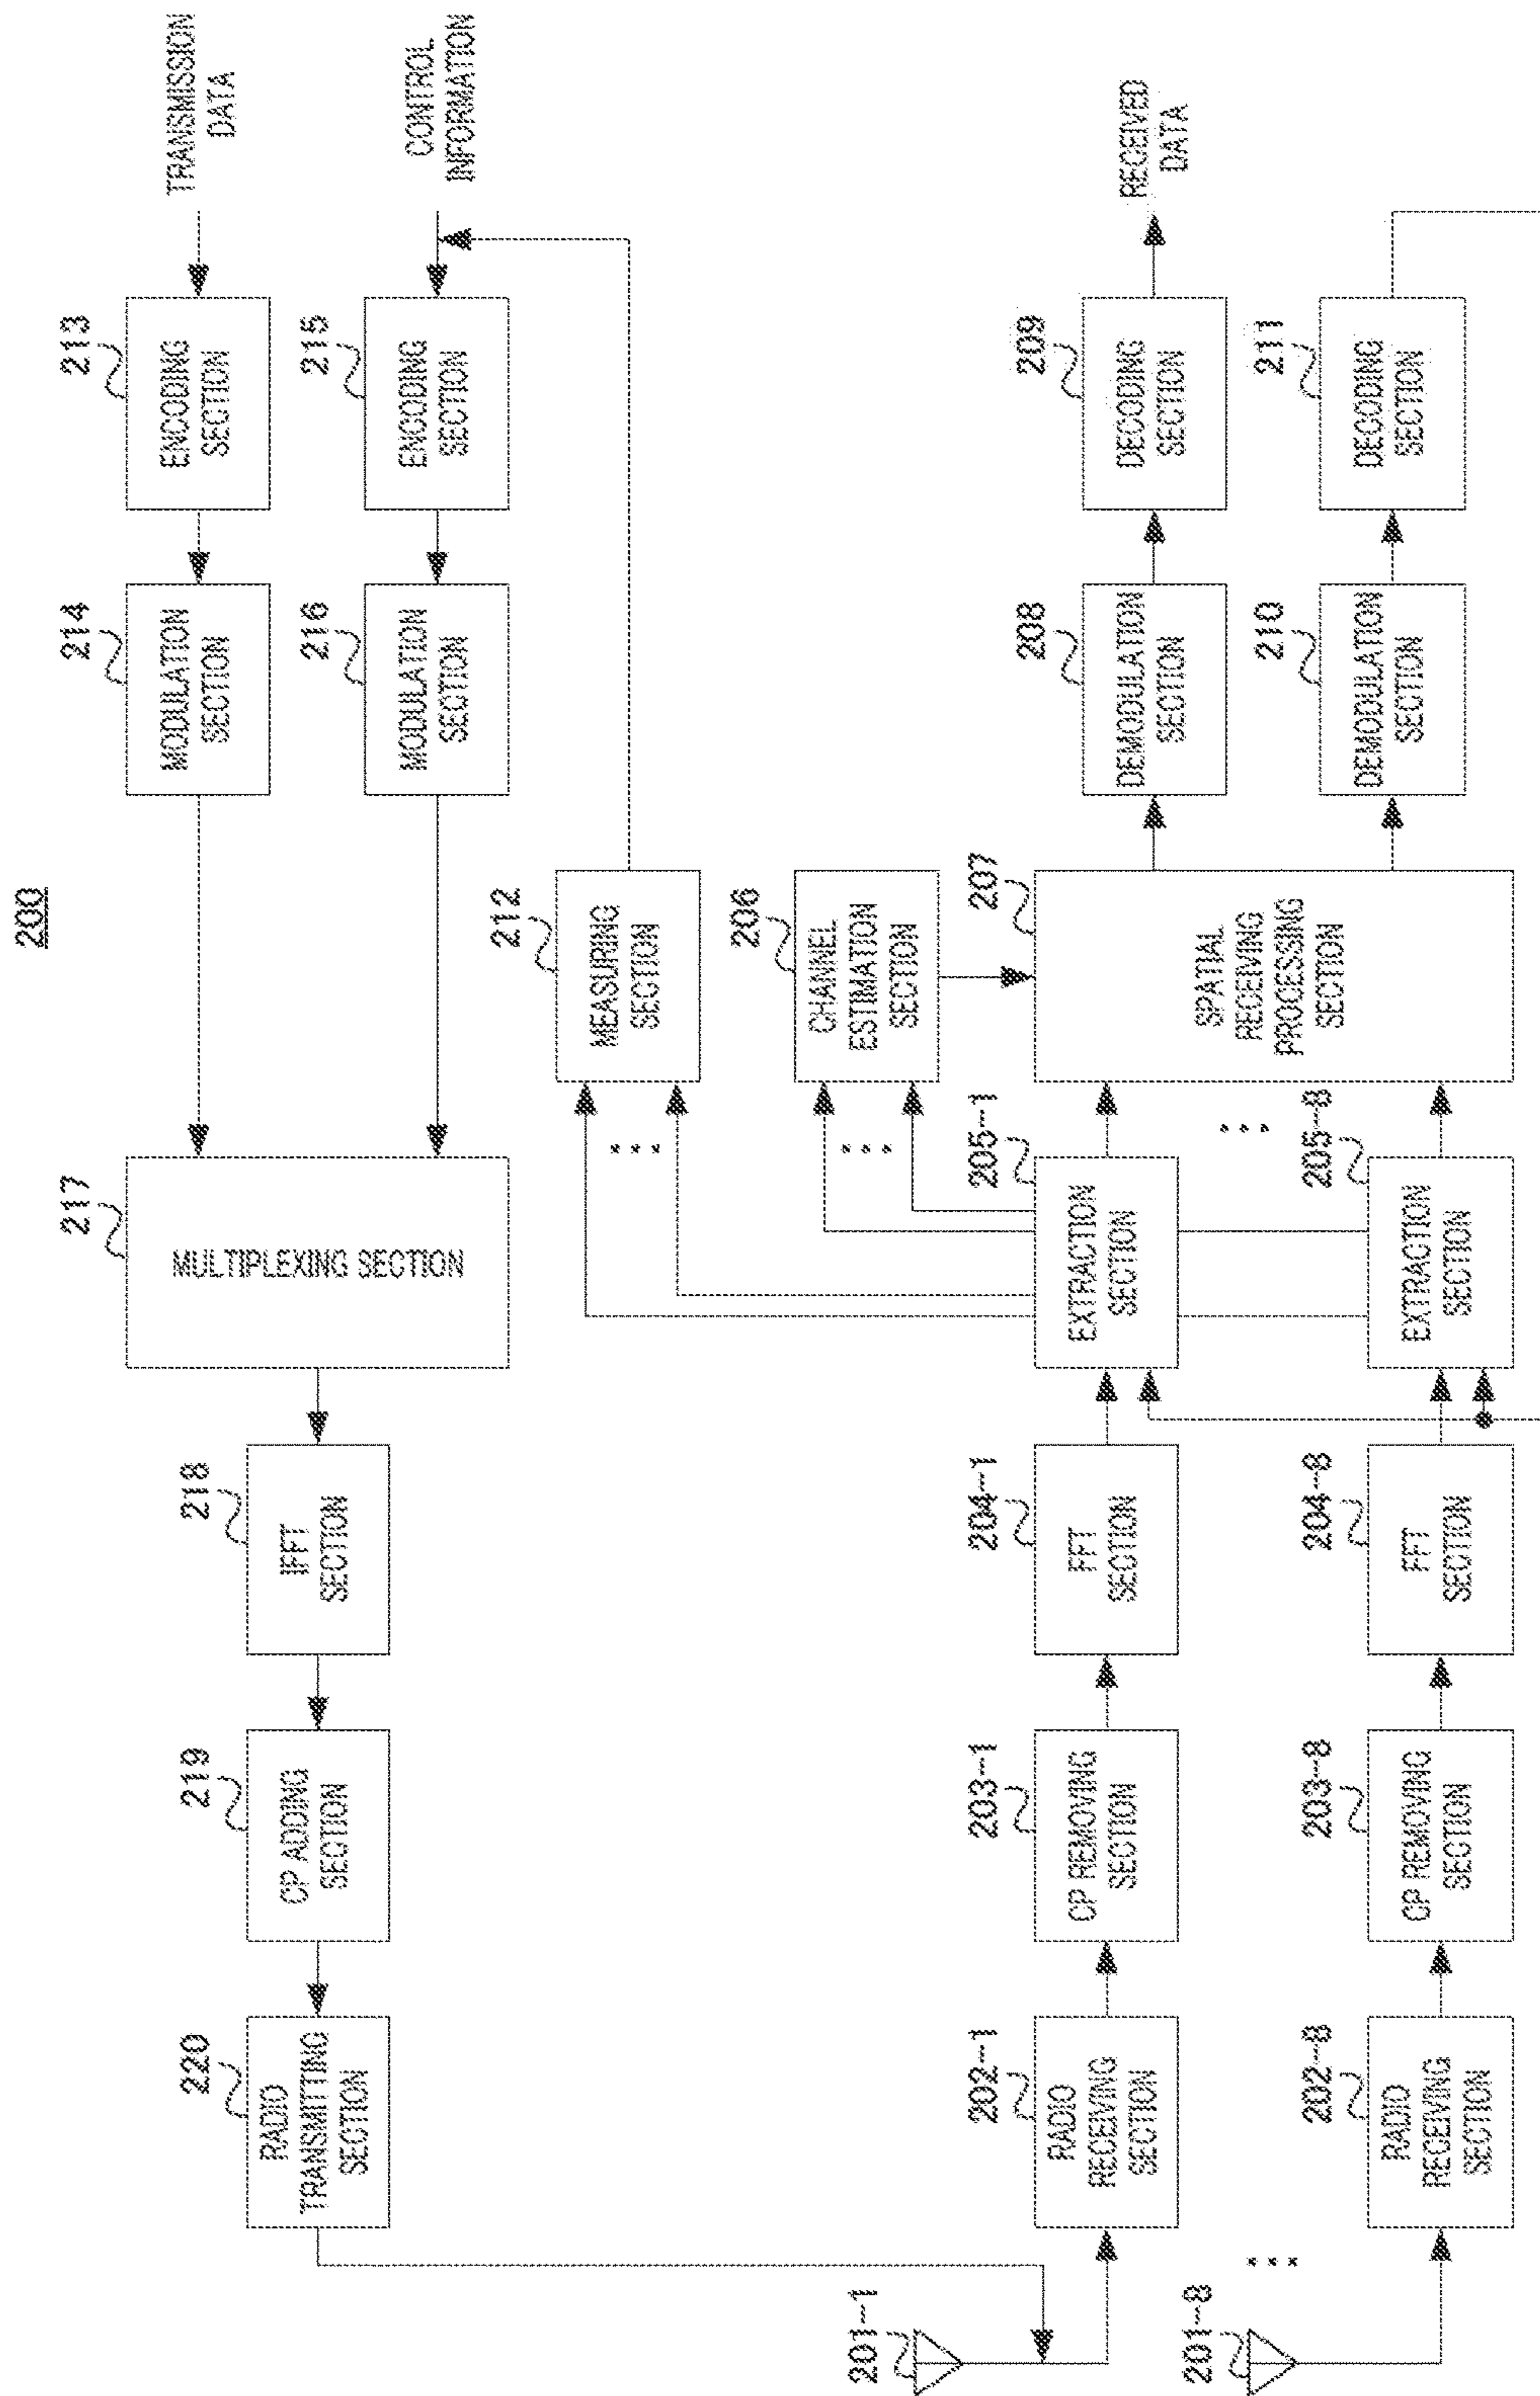 200
TRANSMISSION
DATA
CONTROL
INFORMATION
213
ENCODING
SECTION
215
ENCODING
SECTION
214
MODULATION
SECTION
216
MODULATION
SECTION
217
MULTIPLEXING SECTION
218
IFFT
SECTION
219
CP ADDING
SECTION
220
RADIO
TRANSMITTING
SECTION
212
MEASURING
SECTION
206
CHANNEL
ESTIMATION
SECTION
201-1
202-1
RADIO
RECEIVING
SECTION
203-1
CP REMOVING
SECTION
204-1
FFT
SECTION
205-1
EXTRACTION
SECTION
207
SPATIAL
RECEIVING
PROCESSING
SECTION
208
DEMODULATION
SECTION
209
DECODING
SECTION
RECEIVED
DATA
201-8
202-8
RADIO
RECEIVING
SECTION
203-8
CP REMOVING
SECTION
204-8
FFT
SECTION
205-8
EXTRACTION
SECTION
210
DEMODULATION
SECTION
211
DECODING
SECTION